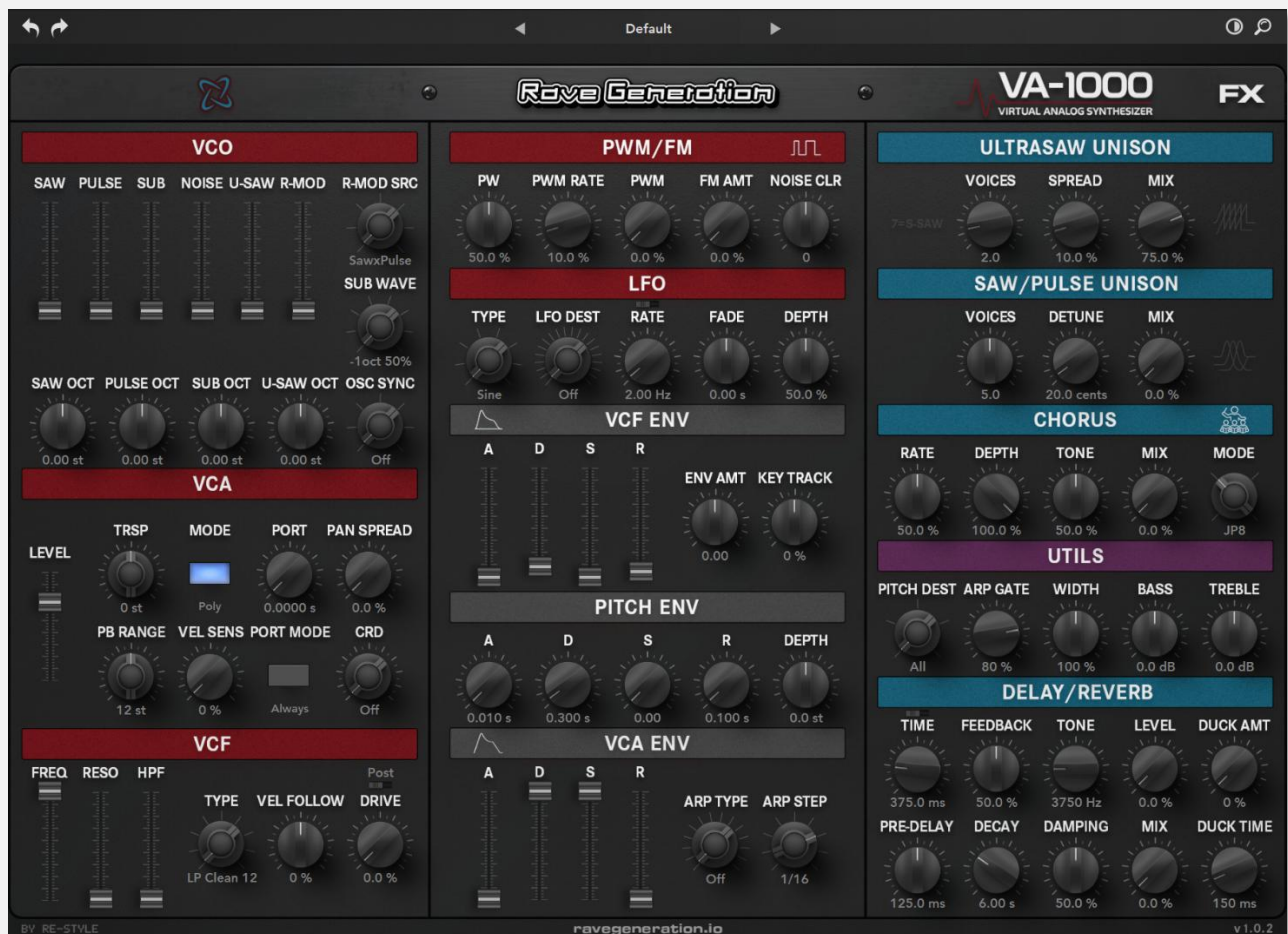 Default
Rave Generation
VA-1000
VIRTUAL ANALOG SYNTHESIZER
FX
VCO
SAW PULSE SUB NOISE U-SAW R-MOD R-MOD SRC
SawxPulse
SUB WAVE
-1oct 50%
SAW OCT PULSE OCT SUB OCT U-SAW OCT OSC SYNC
0.00 st 0.00 st 0.00 st 0.00 st Off
VCA
LEVEL
TRSP MODE PORT PAN SPREAD
0 st Poly 0.0000 s 0.0 %
PB RANGE VEL SENS PORT MODE CRD
12 st 0 % Always Off
VCF
FREQ RESO HPF
Post
TYPE VEL FOLLOW DRIVE
LP Clean 12 0 % 0.0 %
PWM/FM
PW PWM RATE PWM FM AMT NOISE CLR
50.0 % 10.0 % 0.0 % 0.0 % 0
LFO
TYPE LFO DEST RATE FADE DEPTH
Sine Off 2.00 Hz 0.00 s 50.0 %
VCF ENV
A D S R
ENV AMT KEY TRACK
0.00 0 %
PITCH ENV
A D S R DEPTH
0.010 s 0.300 s 0.00 0.100 s 0.0 st
VCA ENV
A D S R
ARP TYPE ARP STEP
Off 1/16
ULTRASAW UNISON
VOICES SPREAD MIX
7=S-SAW
2.0 10.0 % 75.0 %
SAW/PULSE UNISON
VOICES DETUNE MIX
5.0 20.0 cents 0.0 %
CHORUS
RATE DEPTH TONE MIX MODE
50.0 % 100.0 % 50.0 % 0.0 % JP8
UTILS
PITCH DEST ARP GATE WIDTH BASS TREBLE
All 80 % 100 % 0.0 dB 0.0 dB
DELAY/REVERB
TIME FEEDBACK TONE LEVEL DUCK AMT
375.0 ms 50.0 % 3750 Hz 0.0 % 0 %
PRE-DELAY DECAY DAMPING MIX DUCK TIME
125.0 ms 6.00 s 50.0 % 0.0 % 150 ms
BY RE-STYLE
ravegeneration.io
v1.0.2